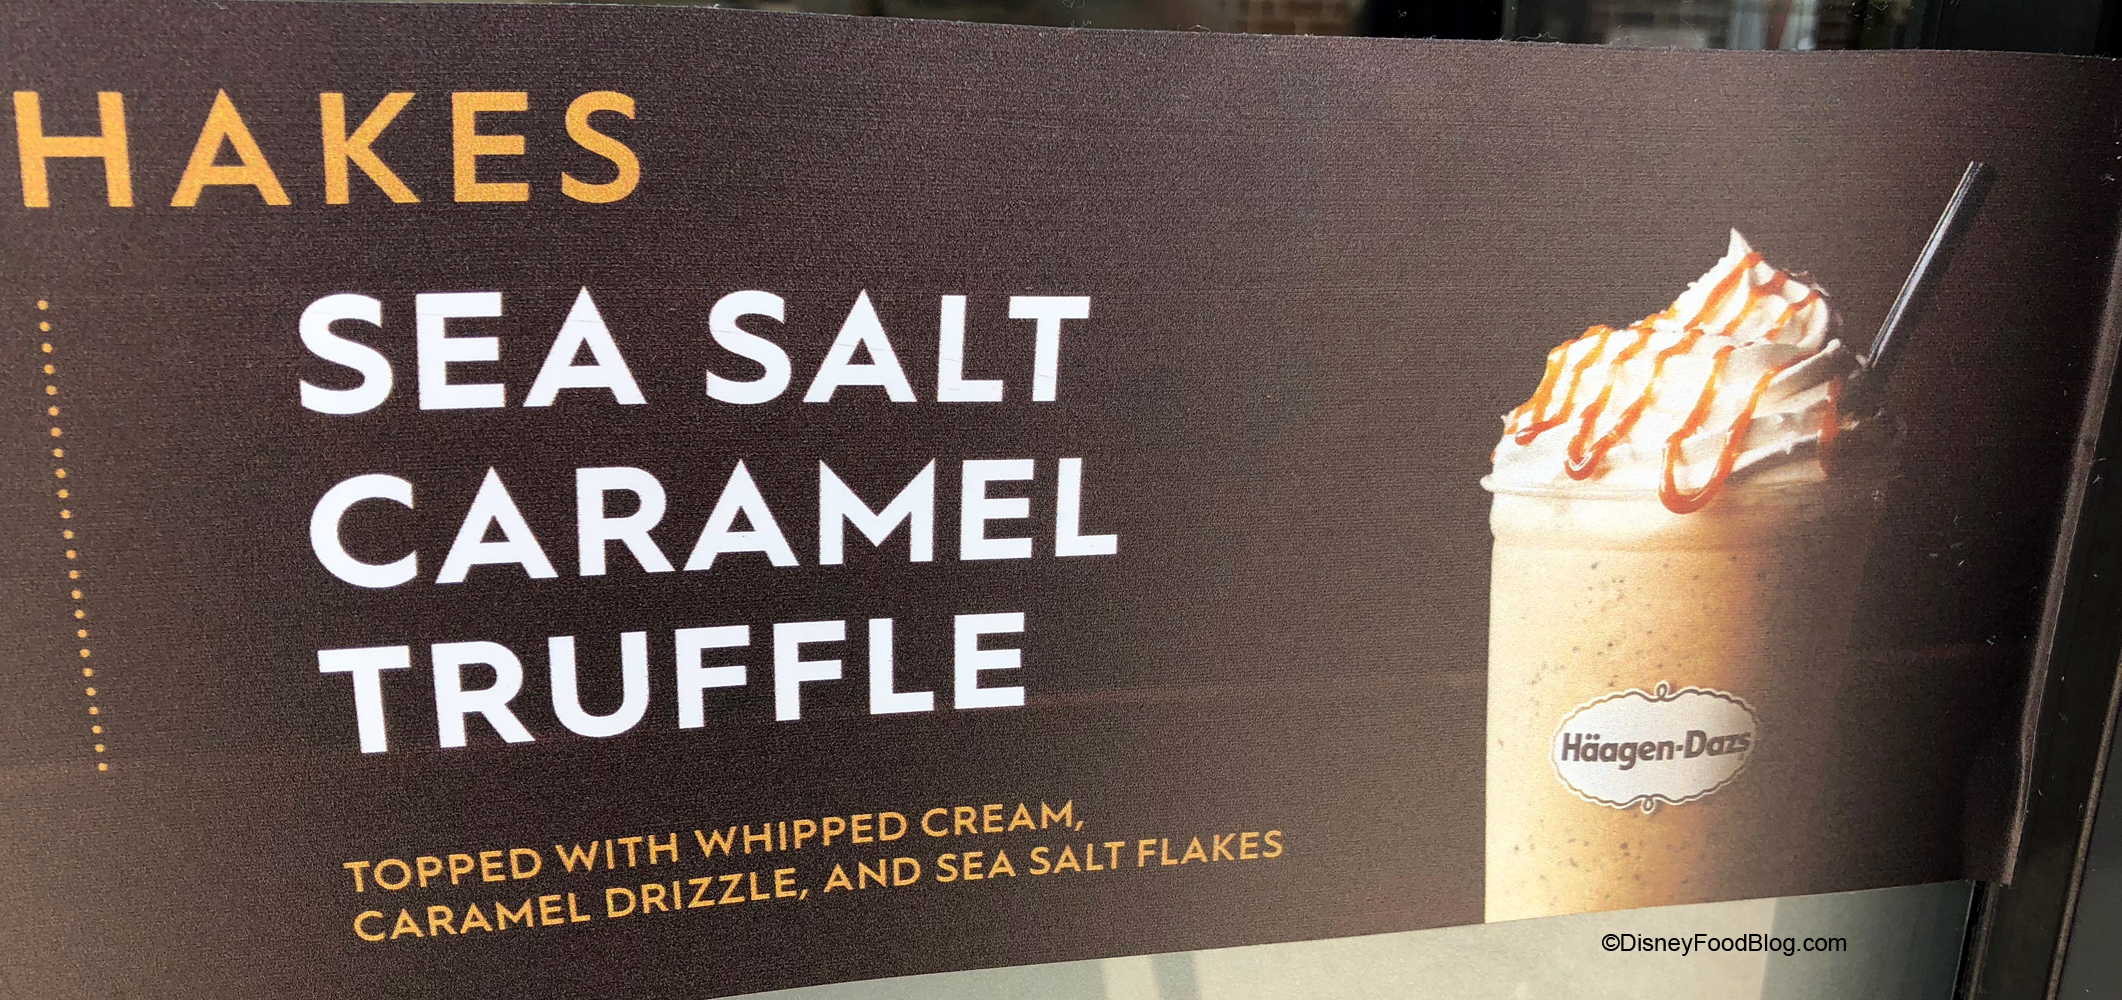 HAKES
SEA SALT
CARAMEL
TRUFFLE
TOPPED WITH WHIPPED CREAM,
CARAMEL DRIZZLE, AND SEA SALT FLAKES
Häagen-Dazs
©DisneyFoodBlog.com